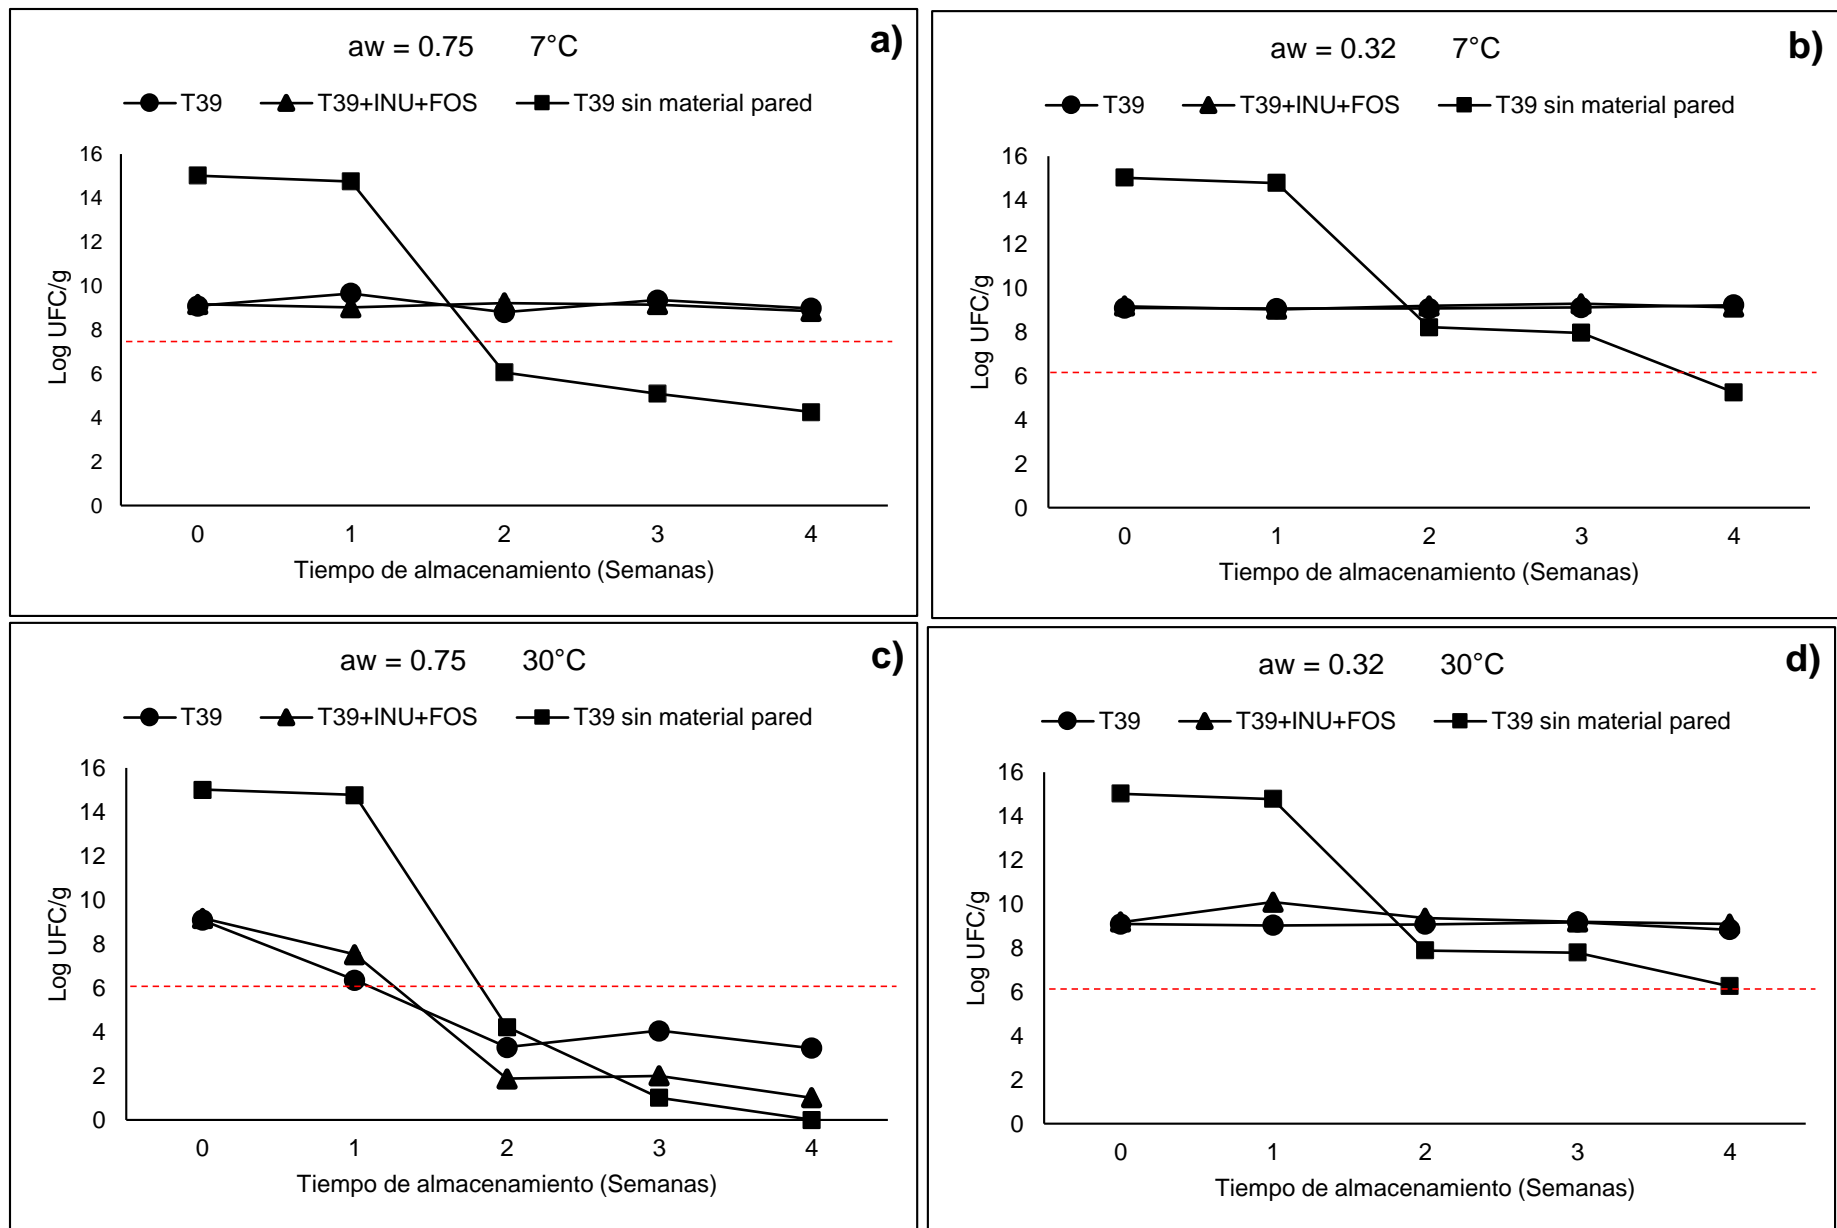 aw = 0.75 7°C a)
T39 T39+INU+FOS T39 sin material pared
16
14
12
10
8
6
4
2
0
Log UFC/g
0 1 2 3 4
Tiempo de almacenamiento (Semanas)
aw = 0.32 7°C b)
T39 T39+INU+FOS T39 sin material pared
16
14
12
10
8
6
4
2
0
Log UFC/g
0 1 2 3 4
Tiempo de almacenamiento (Semanas)
aw = 0.75 30°C c)
T39 T39+INU+FOS T39 sin material pared
16
14
12
10
8
6
4
2
0
Log UFC/g
0 1 2 3 4
Tiempo de almacenamiento (Semanas)
aw = 0.32 30°C d)
T39 T39+INU+FOS T39 sin material pared
16
14
12
10
8
6
4
2
0
Log UFC/g
0 1 2 3 4
Tiempo de almacenamiento (Semanas)